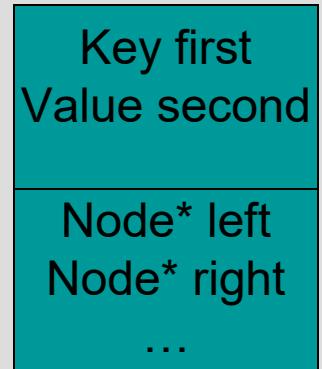 Key first
Value second
Node* left
Node* right
…